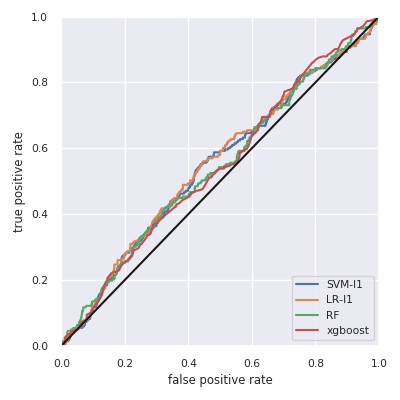 1.0
0.8
0.6
0.4
0.2
0.0
true positive rate
0.0 0.2 0.4 0.6 0.8 1.0
false positive rate
SVM-l1
LR-l1
RF
xgboost